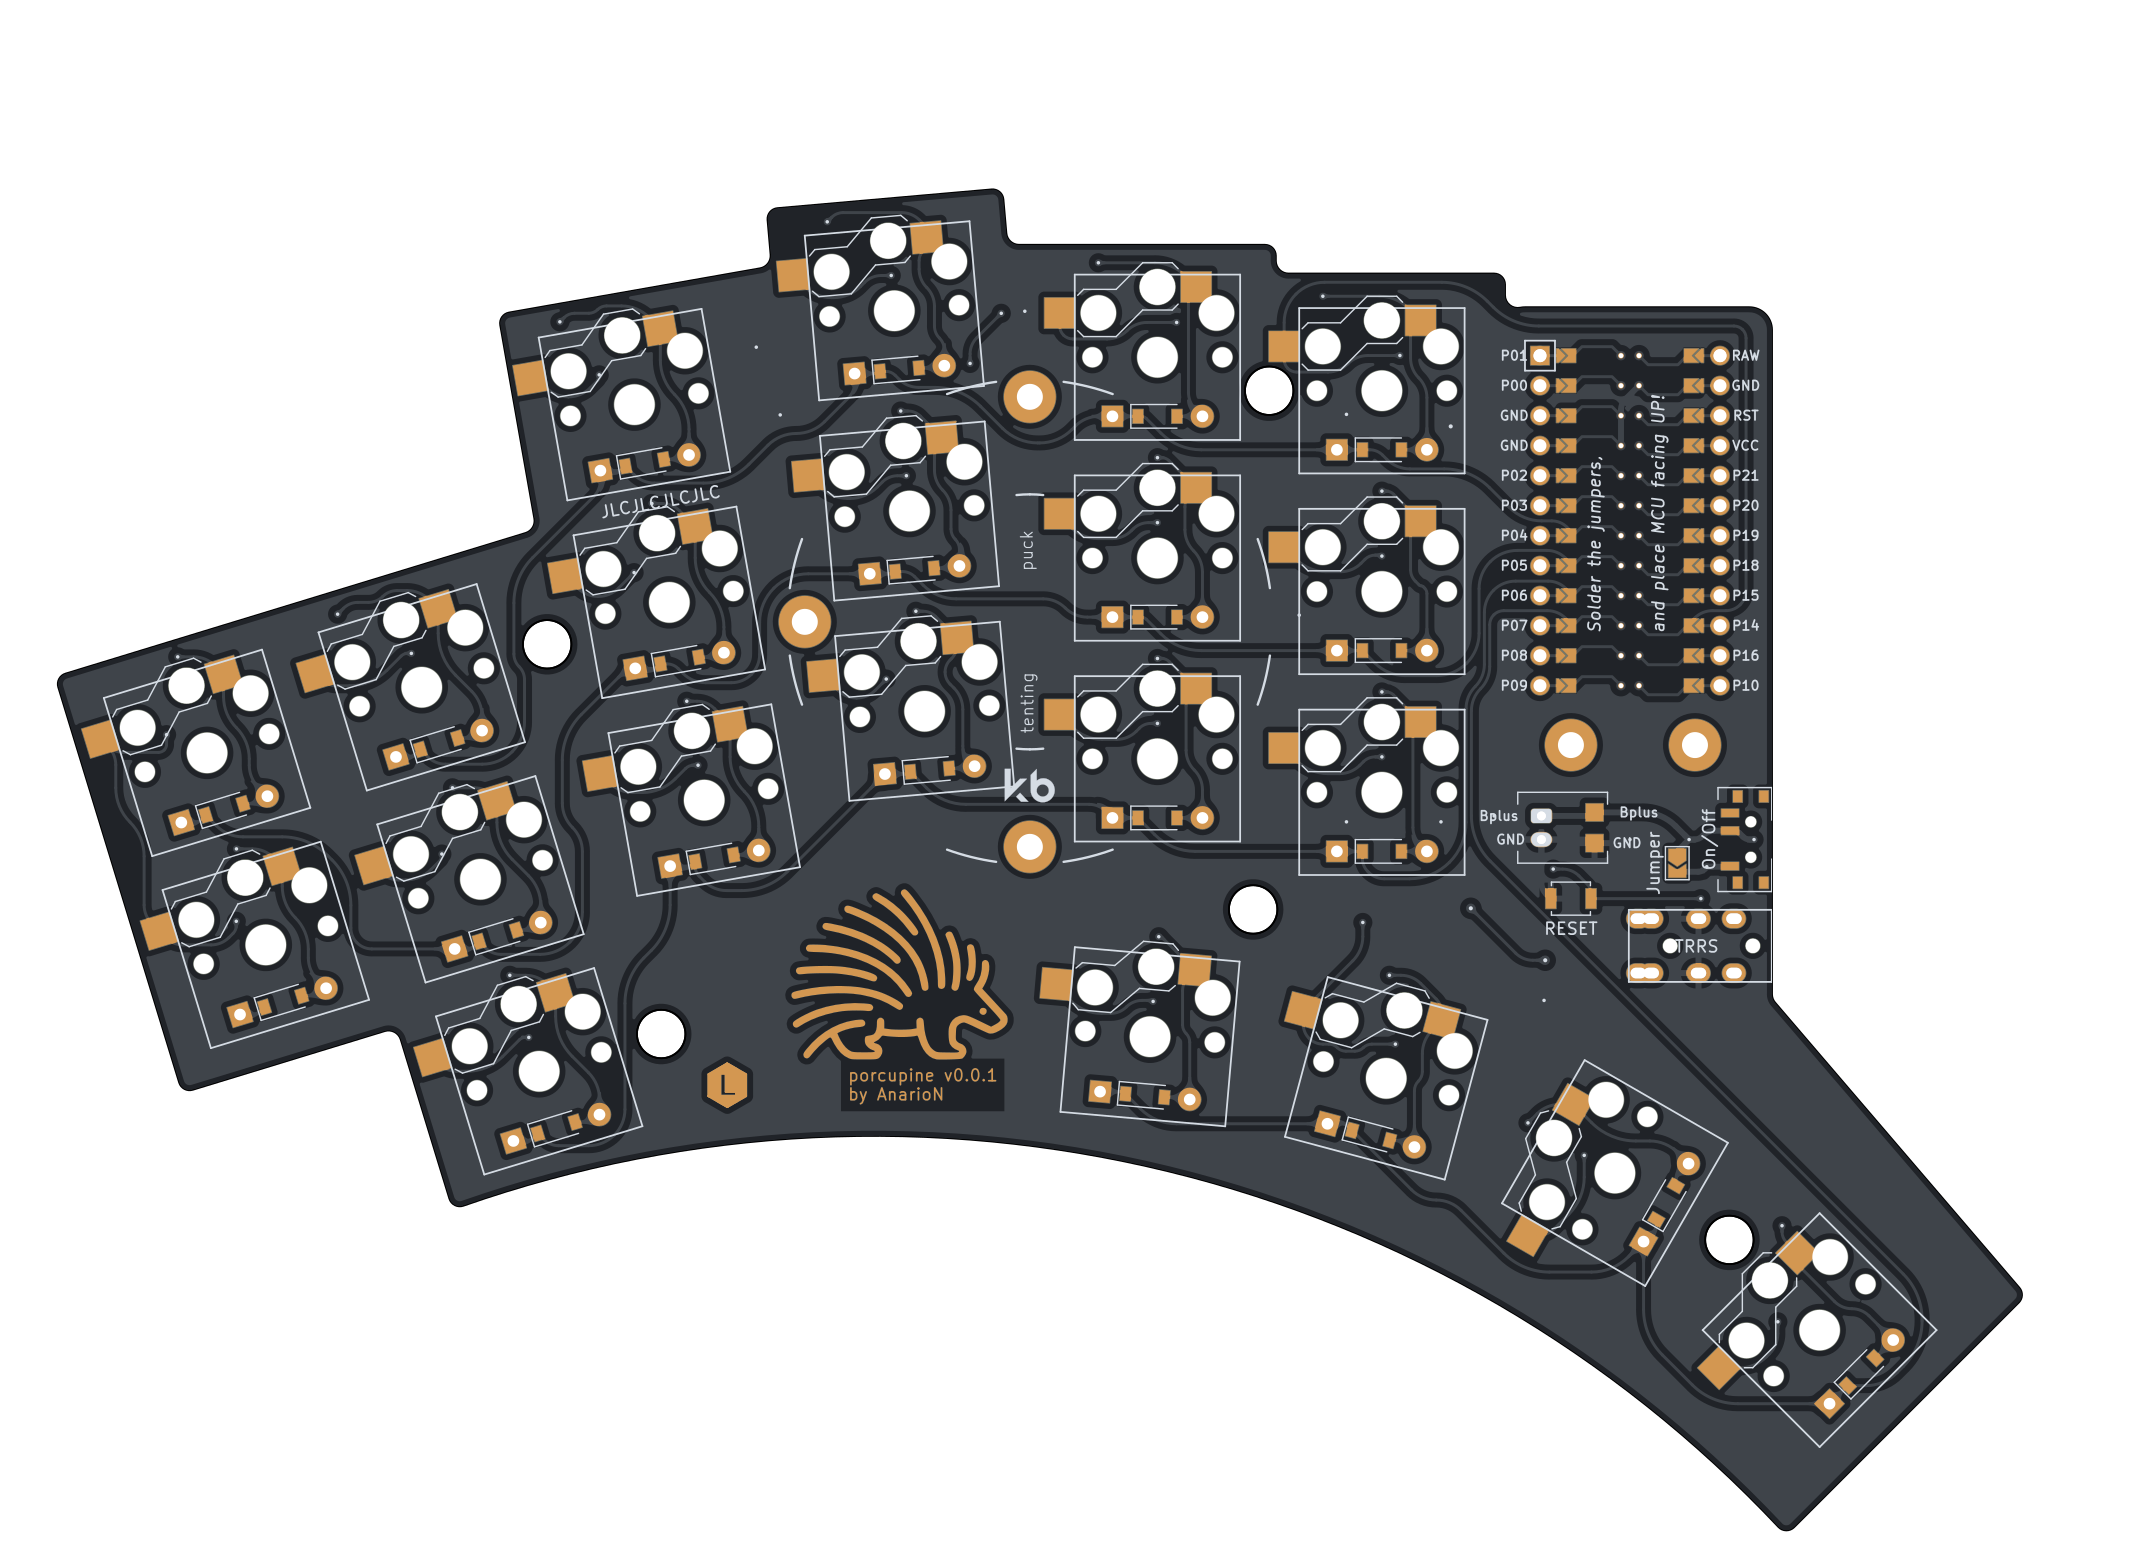 P01
P00
GND
GND
P02
P03
P04
P05
P06
P07
P08
P09
RAW
GND
RST
VCC
P21
P20
P19
P18
P15
P14
P16
P10
Solder the jumpers,
and place MCU facing UP!
JLCJLCJLCJLC
puck
tenting
kb
Bplus
GND
Bplus
GND
Jumper
On/Off
RESET
TRRS
L
porcupine v0.0.1
by AnarioN